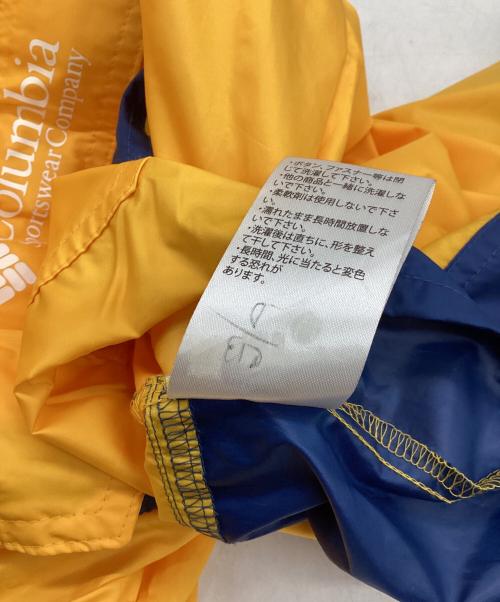 Columbia
Sportswear Company
・ボタン、ファスナー等は閉
じて洗濯して下さい。
・他の商品と一緒に洗濯しな
いで下さい。
・柔軟剤は使用しないで下さ
い。
・濡れたまま長時間放置しな
いで下さい。
・洗濯後は直ちに、形を整え
て干して下さい。
・長時間、光に当たると変色
する恐れが
あります。